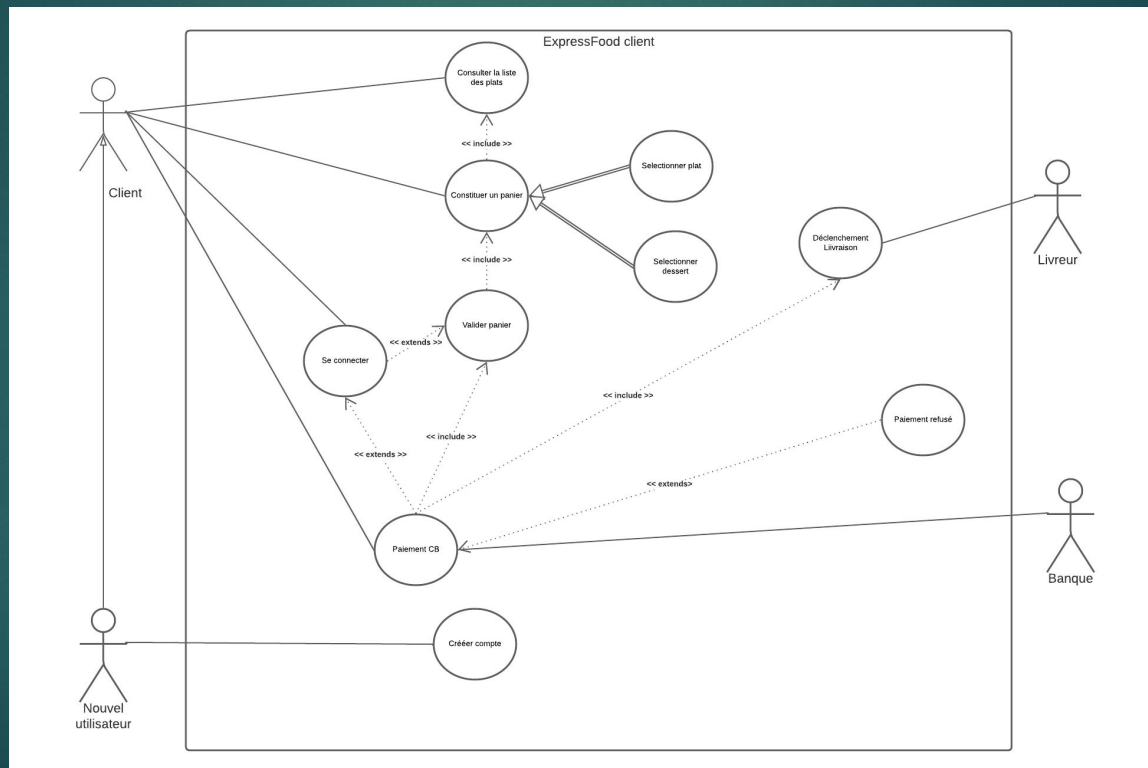 ExpressFood client
Consulter la liste
des plats
<< include >>
Selectionner plat
Client
Constituer un panier
Déclenchement
Liivraison
Livreur
<< include >>
Selectionner
dessert
Valider panier
<< extends >>
Se connecter
<< include >>
Paiement refusé
<< include >>
<< extends >>
<< extends>
Paiement CB
Banque
Crééer compte
Nouvel
utilisateur